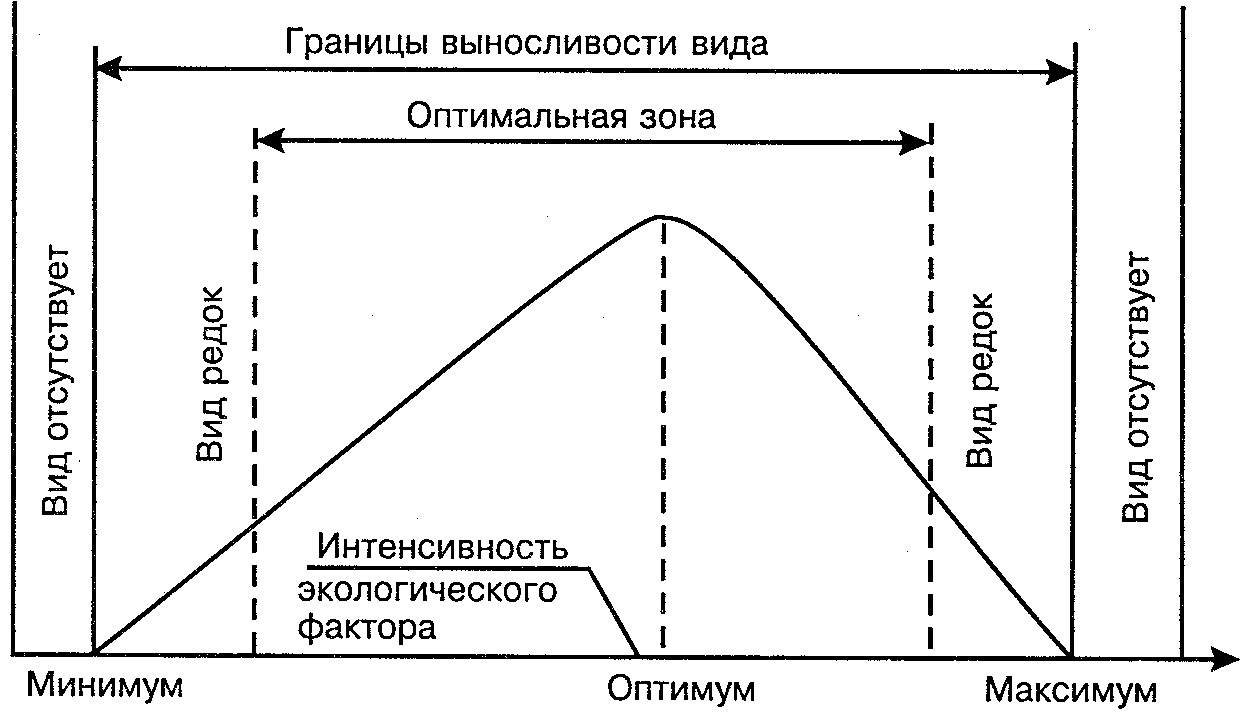 Границы выносливости вида
Оптимальная зона
Вид отсутствует
Вид редок
Вид редок
Вид отсутствует
Интенсивность
экологического
фактора
Минимум
Оптимум
Максимум